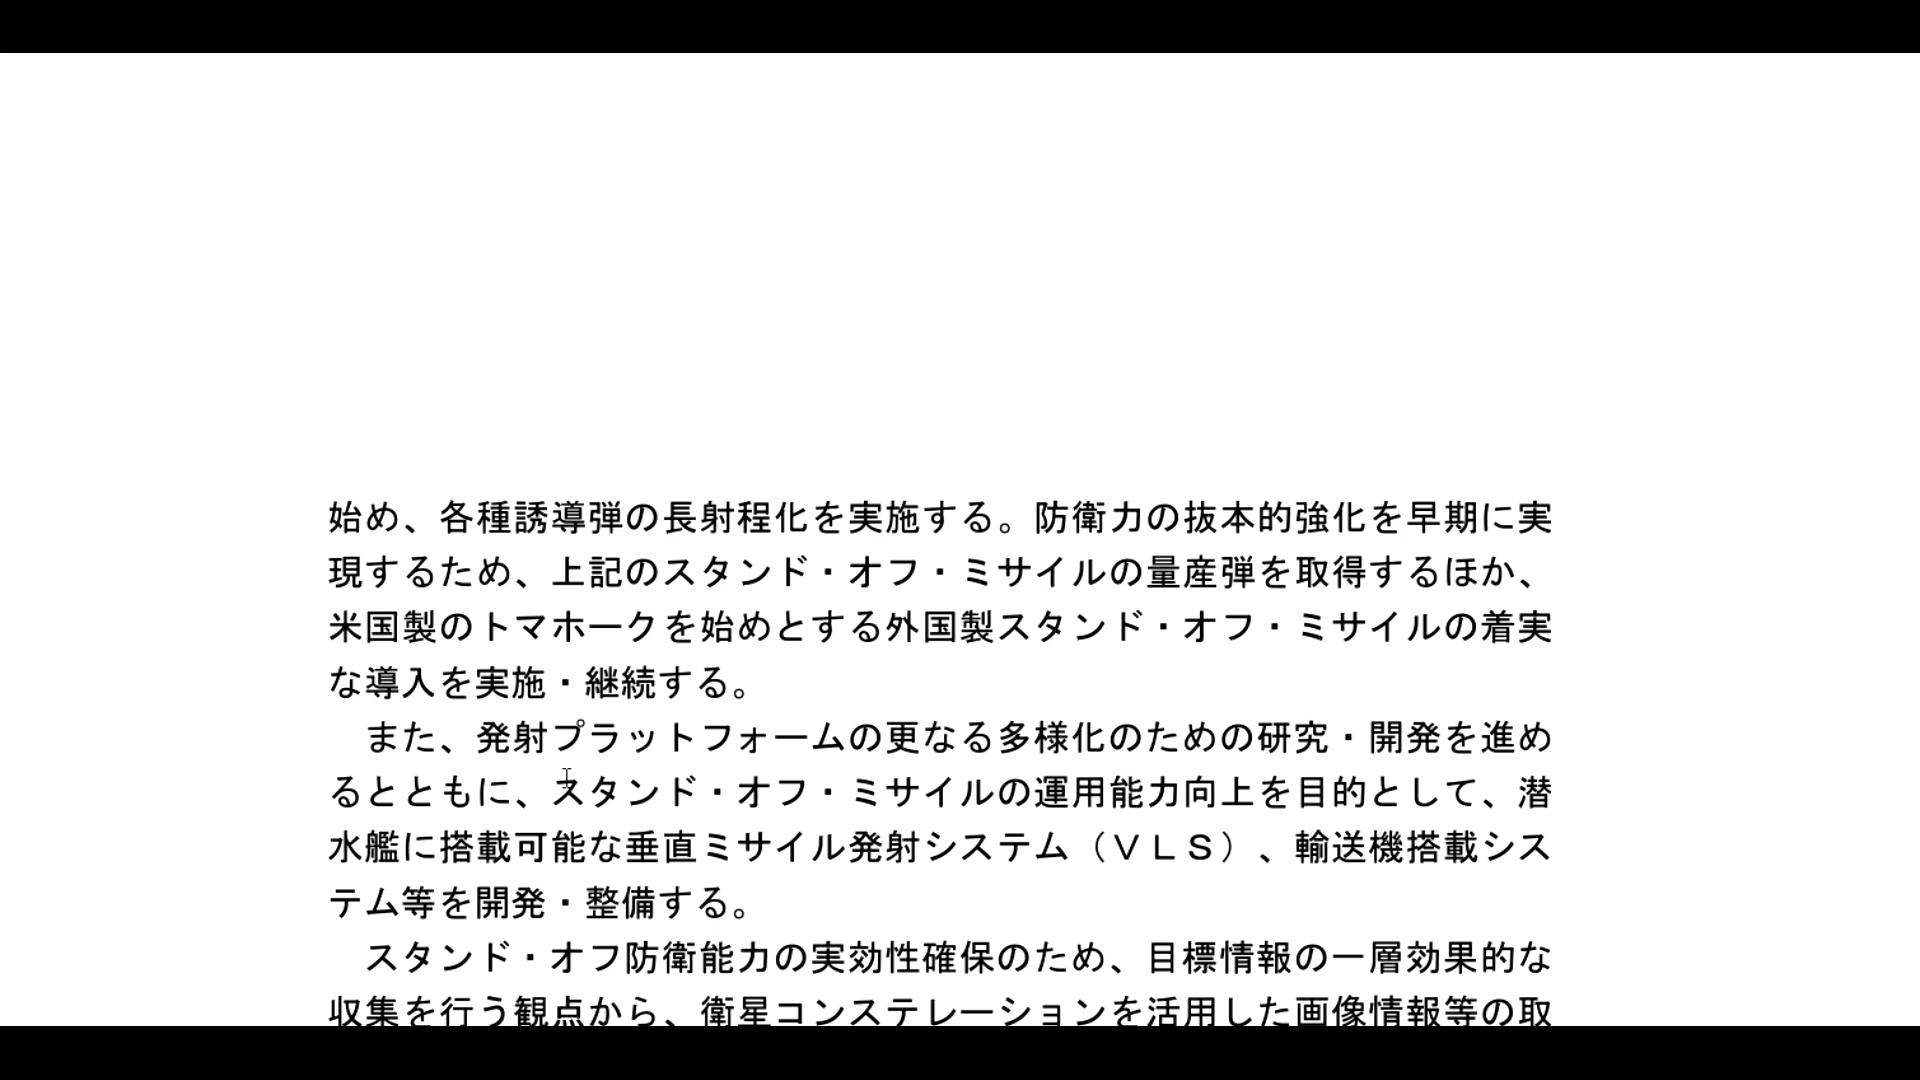 始め、各種誘導弾の長射程化を実施する。防衛力の抜本的強化を早期に実
現するため、上記のスタンド・オフ・ミサイルの量産弾を取得するほか、
米国製のトマホークを始めとする外国製スタンド・オフ・ミサイルの着実
な導入を実施・継続する。
　また、発射プラットフォームの更なる多様化のための研究・開発を進め
るとともに、スタンド・オフ・ミサイルの運用能力向上を目的として、潜
水艦に搭載可能な垂直ミサイル発射システム（ＶＬＳ）、輸送機搭載シス
テム等を開発・整備する。
　スタンド・オフ防衛能力の実効性確保のため、目標情報の一層効果的な
収集を行う観点から、衛星コンステレーションを活用した画像情報等の取